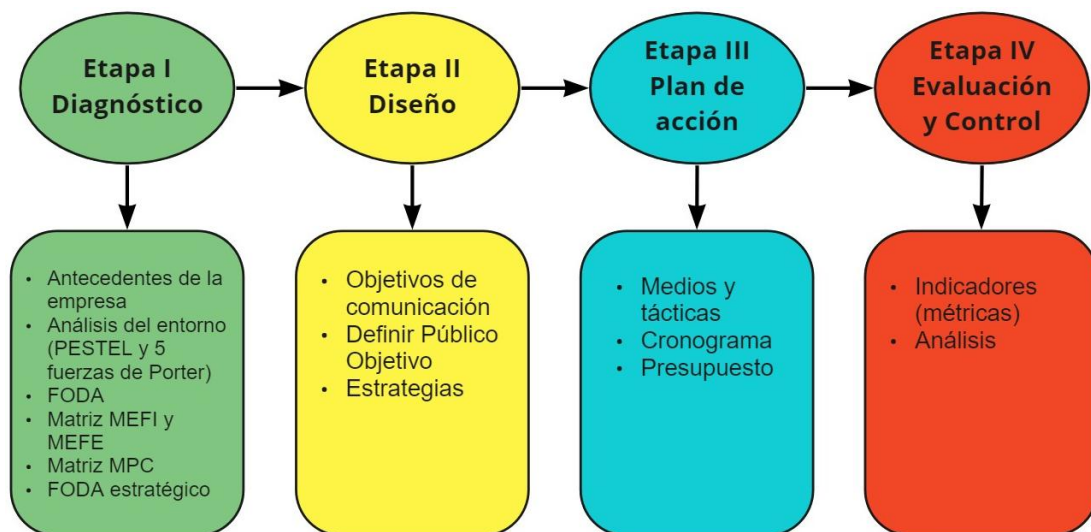 Etapa I
Diagnóstico
Etapa II
Diseño
Etapa III
Plan de
acción
Etapa IV
Evaluación
y Control
• Antecedentes de la
empresa
• Análisis del entorno
(PESTEL y 5
fuerzas de Porter)
• FODA
• Matriz MEFI y
MEFE
• Matriz MPC
• FODA estratégico
• Objetivos de
comunicación
• Definir Público
Objetivo
• Estrategias
• Medios y
tácticas
• Cronograma
• Presupuesto
• Indicadores
(métricas)
• Análisis